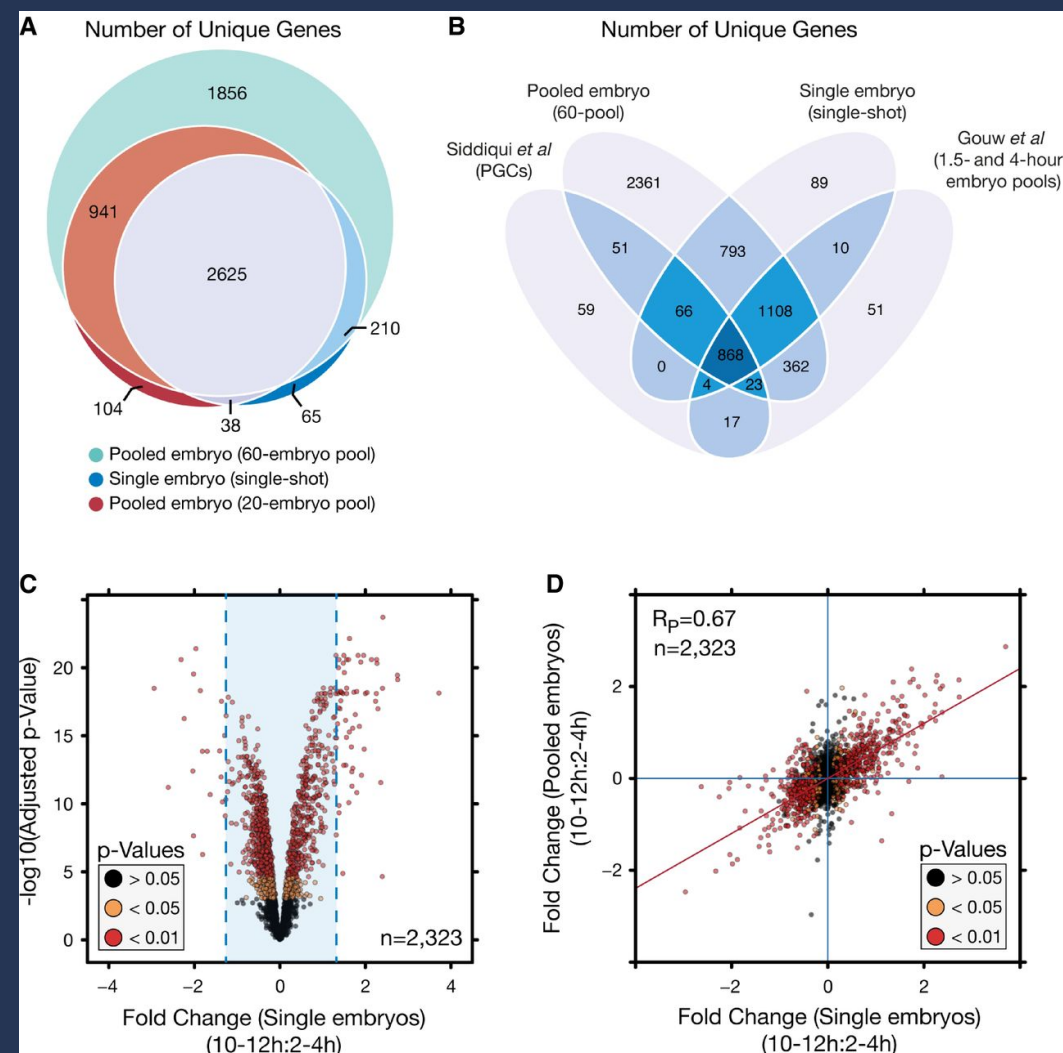 A
Number of Unique Genes
1856
941
2625
210
104
38
65
Pooled embryo (60-embryo pool)
Single embryo (single-shot)
Pooled embryo (20-embryo pool)
B
Number of Unique Genes
Pooled embryo
(60-pool)
Single embryo
(single-shot)
Siddiqui et al
(PGCs)
Gouw et al
(1.5- and 4-hour
embryo pools)
2361
89
51
793
10
59
66
1108
51
0
868
362
4
23
17
C
-log10(Adjusted p-Value)
20
15
10
5
0
p-Values
> 0.05
< 0.05
< 0.01
n=2,323
−4
−2
0
2
4
Fold Change (Single embryos)
(10-12h:2-4h)
D
Fold Change (Pooled embryos)
(10-12h:2-4h)
RP=0.67
n=2,323
2
0
−2
p-Values
> 0.05
< 0.05
< 0.01
−2
0
2
Fold Change (Single embryos)
(10-12h:2-4h)